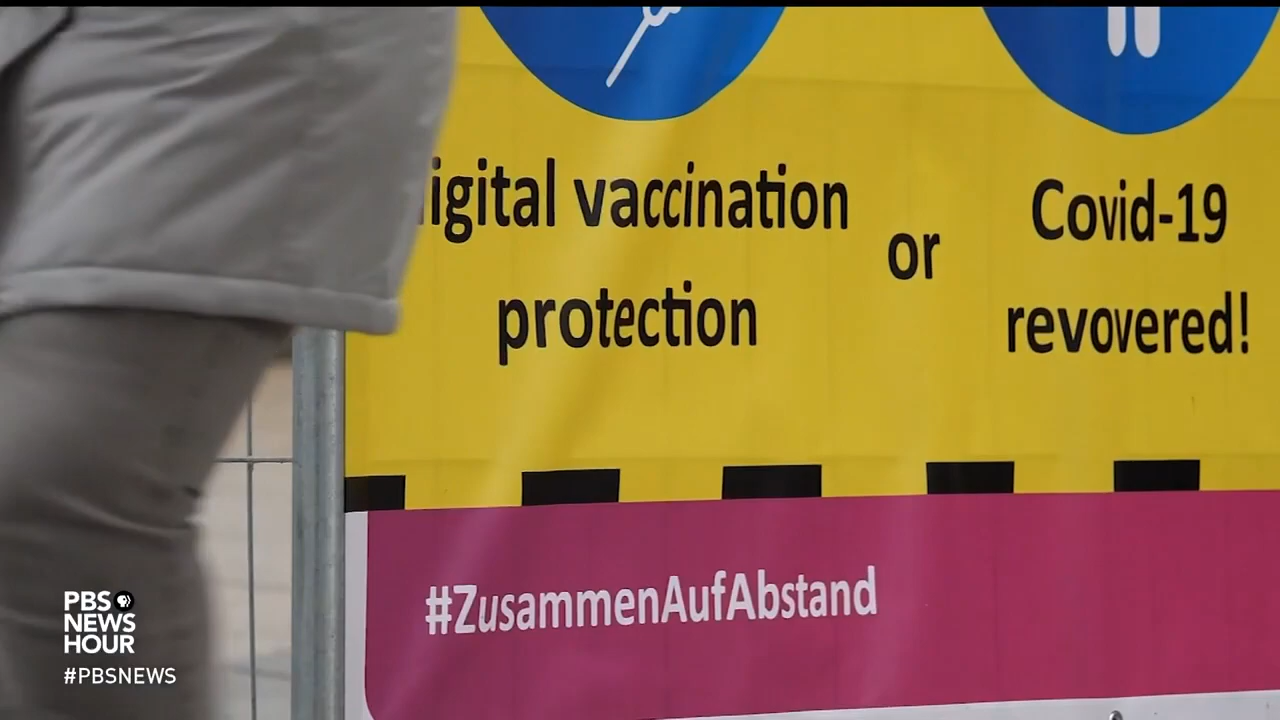 igital vaccination
protection
or
Covid-19
revovered!
#ZusammenAufAbstand
PBS
NEWS
HOUR
#PBSNEWS